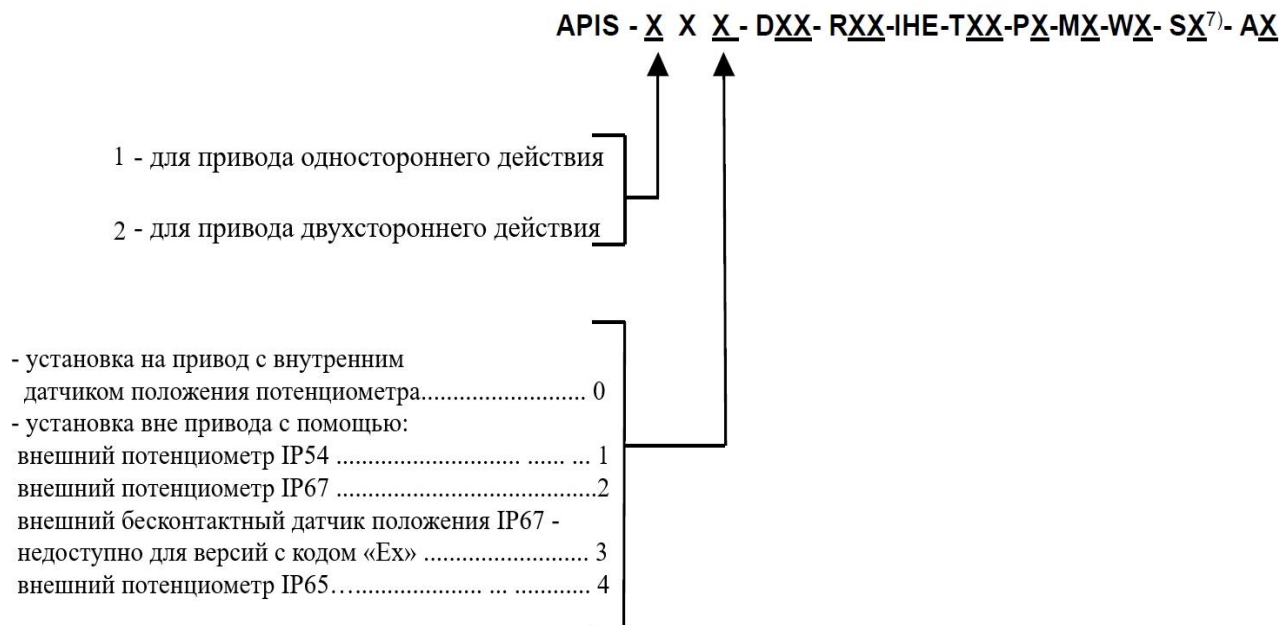 APIS - X X X - DXX- RXX-IHE-TXX-PX-MX-WX- SX7)- AX
1 - для привода одностороннего действия
2 - для привода двухстороннего действия
- установка на привод с внутренним
датчиком положения потенциометра........................... 0
- установка вне привода с помощью:
внешний потенциометр IP54 .............................. ...... ... 1
внешний потенциометр IP67 ..........................................2
внешний бесконтактный датчик положения IP67 -
недоступно для версий с кодом «Ex» ........................... 3
внешний потенциометр IP65…..................... ... ............ 4